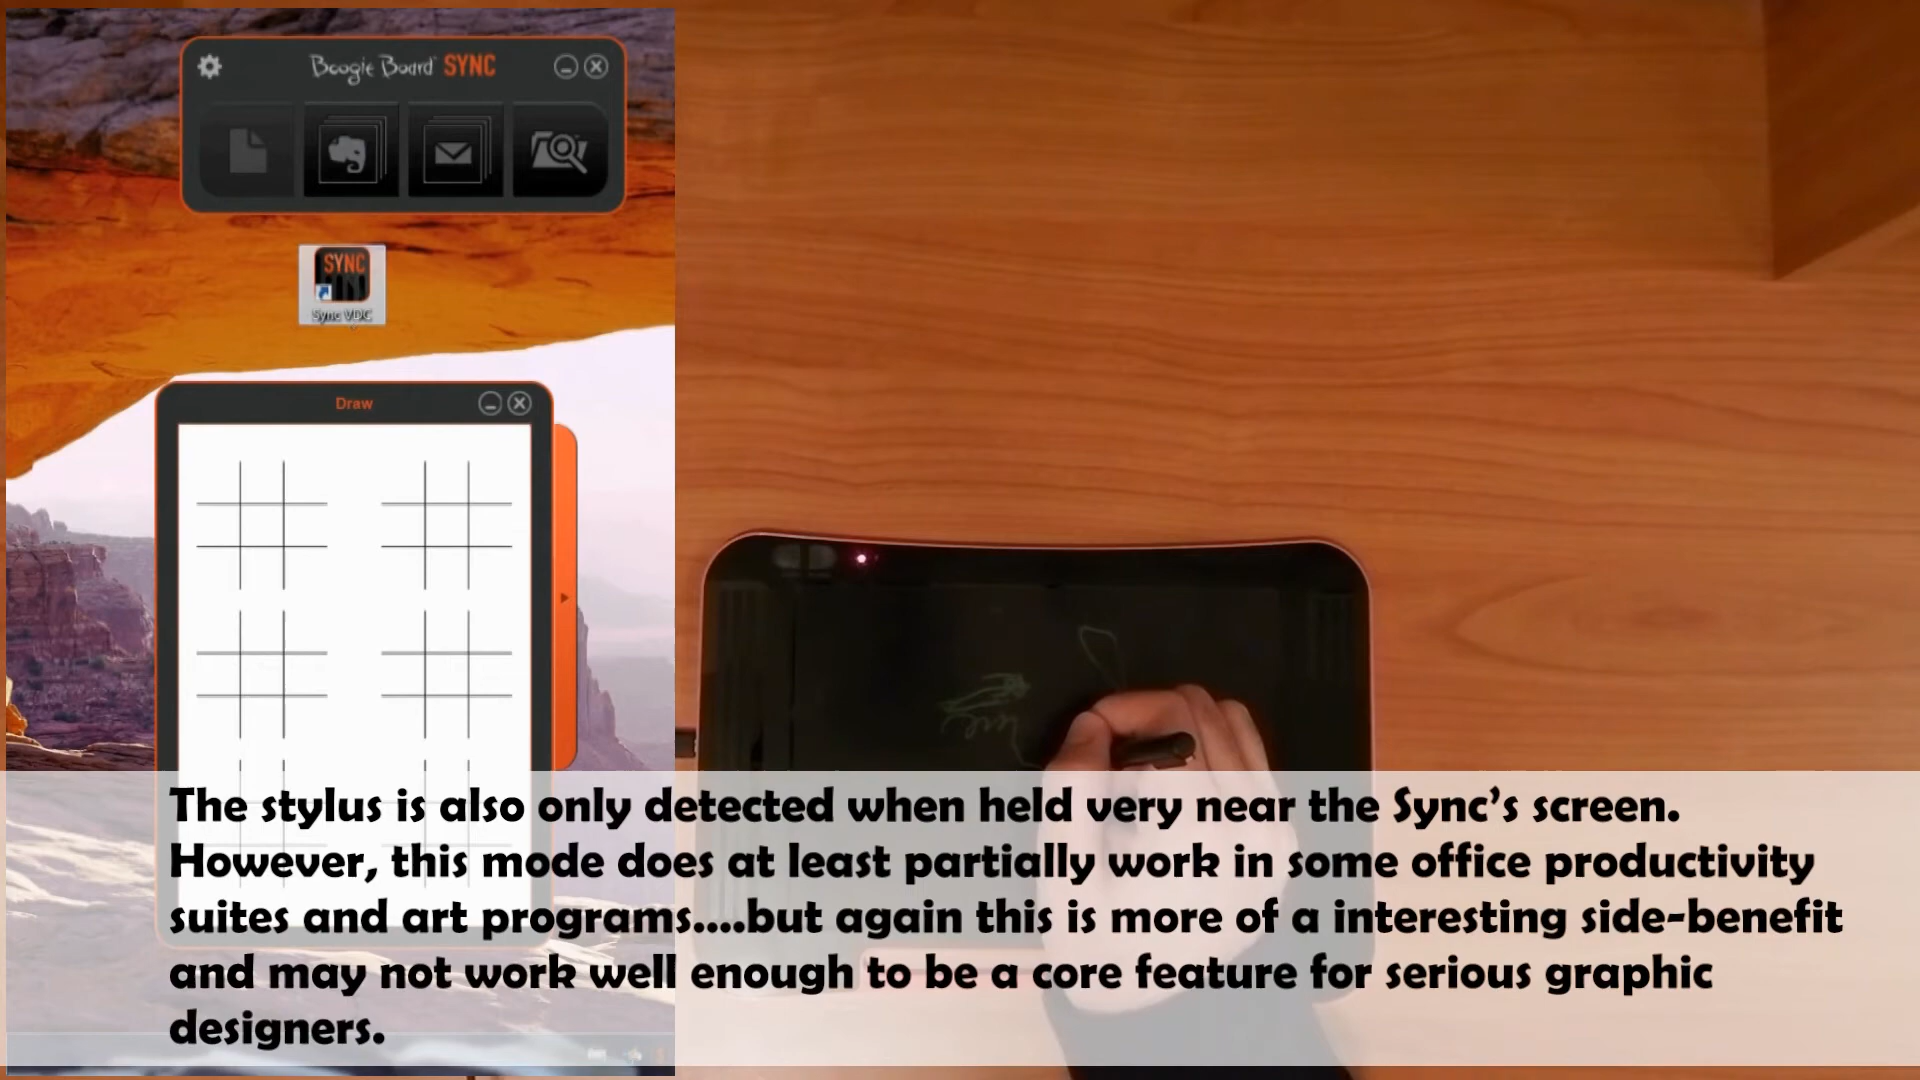 Boogie Board SYNC
SYNC
Sync VDC
Draw
The stylus is also only detected when held very near the Sync’s screen.
However, this mode does at least partially work in some office productivity
suites and art programs....but again this is more of a interesting side-benefit
and may not work well enough to be a core feature for serious graphic
designers.